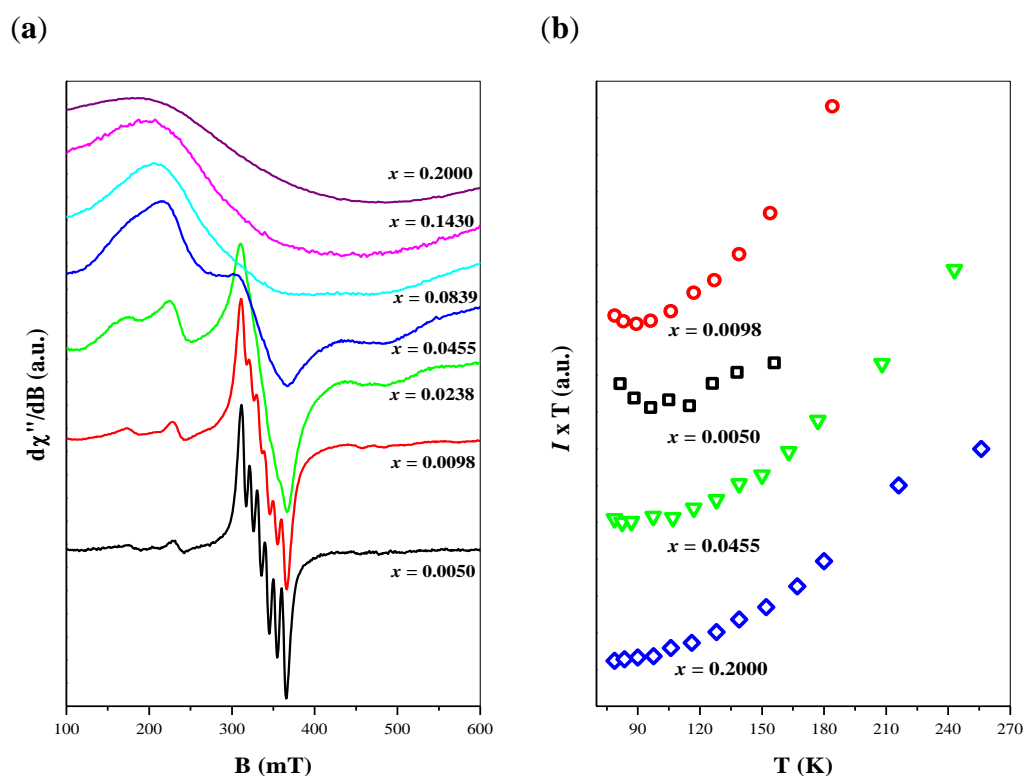 (a)
x = 0.2000
x = 0.1430
x = 0.0839
x = 0.0455
x = 0.0238
x = 0.0098
x = 0.0050
dχ''/dB (a.u.)
100 200 300 400 500 600
B (mT)
(b)
x = 0.0098
x = 0.0050
x = 0.0455
x = 0.2000
I x T (a.u.)
90 120 150 180 210 240 270
T (K)